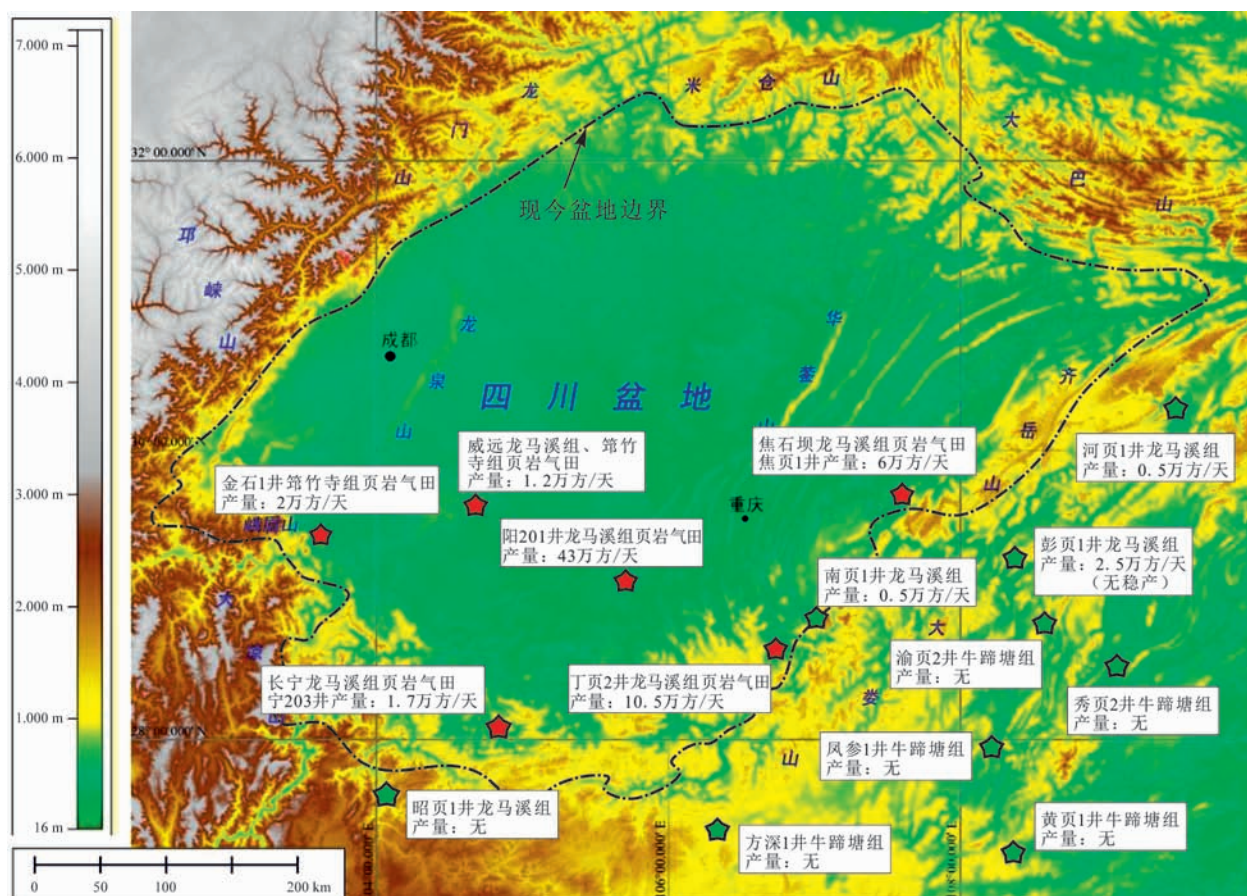 7.000 m
6.000 m
5.000 m
4.000 m
3.000 m
2.000 m
1.000 m
16 m
0
50
100
200 km
32° 00.000' N
28° 00.000' N
104° 00.000' E
106° 00.000' E
108° 00.000' E
龙
门
山
米 仓 山
大
巴
山
现今盆地边界
邛
崃
山
成都
龙
泉
山
四 川 盆 地
华
蓥
山
齐
岳
山
重庆
大
娄
山
大
金石1井筇竹寺组页岩气田
产量: 2万方/天
威远龙马溪组、筇竹
寺组页岩气田
产量: 1.2万方/天
阳201井龙马溪组页岩气田
产量: 43万方/天
焦石坝龙马溪组页岩气田
焦页1井产量: 6万方/天
河页1井龙马溪组
产量: 0.5万方/天
彭页1井龙马溪组
产量: 2.5万方/天
(无稳产)
南页1井龙马溪组
产量: 0.5万方/天
渝页2井牛蹄塘组
产量: 无
秀页2井牛蹄塘组
产量: 无
长宁龙马溪组页岩气田
宁203井产量: 1.7万方/天
丁页2井龙马溪组页岩气田
产量: 10.5万方/天
凤参1井牛蹄塘组
产量: 无
昭页1井龙马溪组
产量: 无
方深1井牛蹄塘组
产量: 无
黄页1井牛蹄塘组
产量: 无